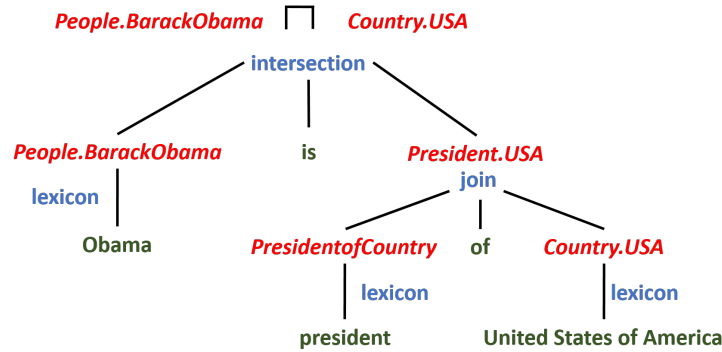 People.BarackObama ⊓ Country.USA
intersection
People.BarackObama is President.USA
lexicon join
Obama PresidentofCountry of Country.USA
lexicon lexicon
president United States of America